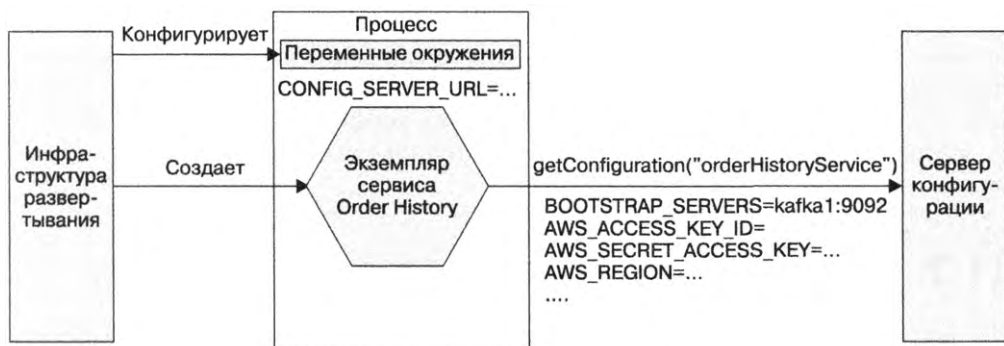 Процесс
Конфигурирует
Переменные окружения
CONFIG_SERVER_URL=...
Инфра-
структура
развер-
тывания
Создает
Экземпляр
сервиса
Order History
getConfiguration("orderHistoryService")
BOOTSTRAP_SERVERS=kafka1:9092
AWS_ACCESS_KEY_ID=
AWS_SECRET_ACCESS_KEY=...
AWS_REGION=...
....
Сервер
конфигу-
рации